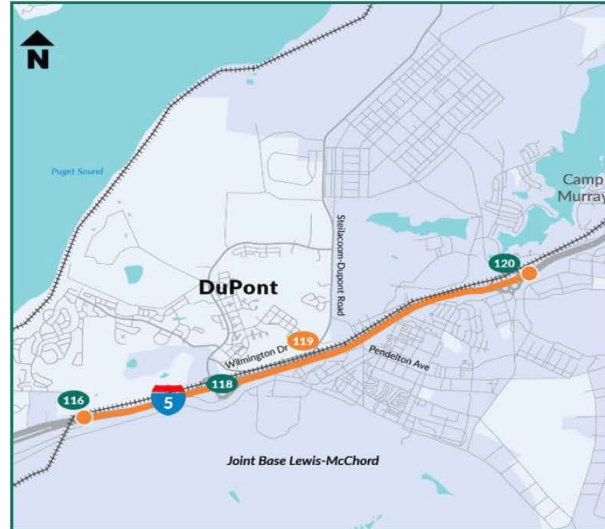 N
Puget Sound
Camp
Murray
Steilacoom-Dupont Road
120
DuPont
119
Wilmington Dr
Pendelton Ave
118
116
5
Joint Base Lewis-McChord